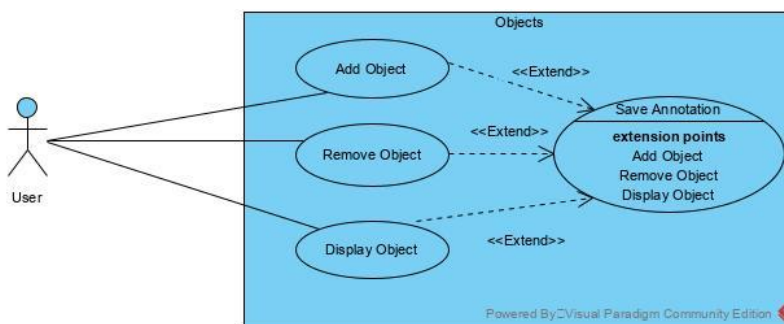 Objects
Add Object
<<Extend>>
Save Annotation
extension points
Add Object
Remove Object
Display Object
<<Extend>>
Remove Object
User
Display Object
<<Extend>>
Powered By Visual Paradigm Community Edition